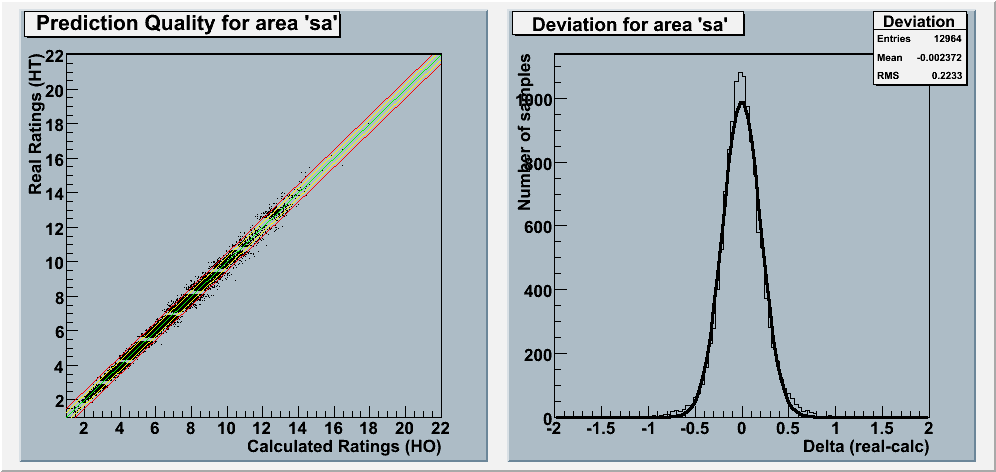 Prediction Quality for area 'sa'
Real Ratings (HT)
22
20
18
16
14
12
10
8
6
4
2
2 4 6 8 10 12 14 16 18 20 22
Calculated Ratings (HO)
Deviation for area 'sa'
Deviation
Entries 12964
Mean -0.002372
RMS 0.2233
Number of samples
1000
800
600
400
200
0
-2 -1.5 -1 -0.5 0 0.5 1 1.5 2
Delta (real-calc)